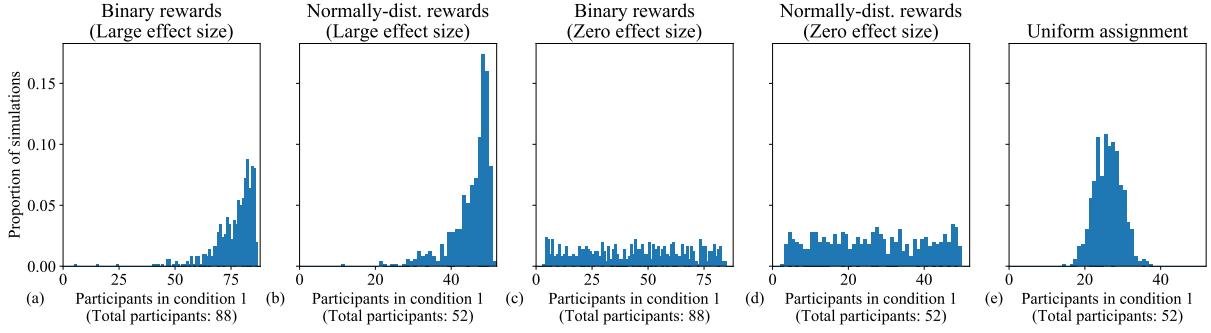 Binary rewards
(Large effect size)
Normally-dist. rewards
(Large effect size)
Binary rewards
(Zero effect size)
Normally-dist. rewards
(Zero effect size)
Uniform assignment
Proportion of simulations
0.15
0.10
0.05
0.00
0 25 50 75
0 20 40
0 25 50 75
0 20 40
0 20 40
(a) Participants in condition 1
(Total participants: 88)
(b) Participants in condition 1
(Total participants: 52)
(c) Participants in condition 1
(Total participants: 88)
(d) Participants in condition 1
(Total participants: 52)
(e) Participants in condition 1
(Total participants: 52)